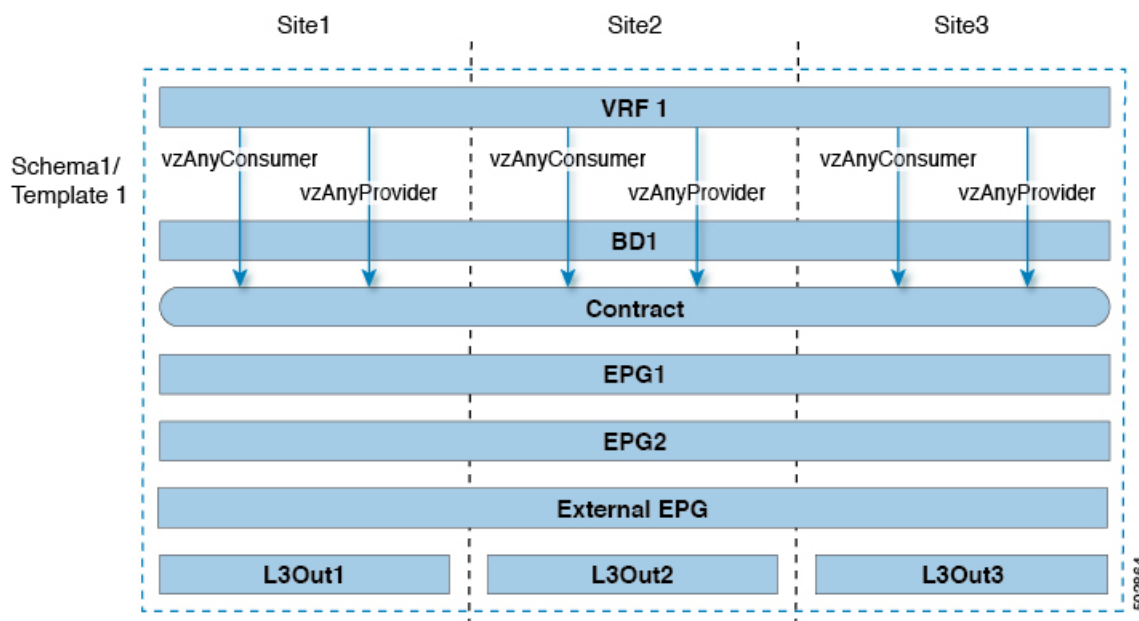 Site1
Site2
Site3
VRF 1
Schema1/
Template 1
vzAnyConsumer
vzAnyProvider
vzAnyConsumer
vzAnyProvider
vzAnyConsumer
vzAnyProvider
BD1
Contract
EPG1
EPG2
External EPG
L3Out1
L3Out2
L3Out3